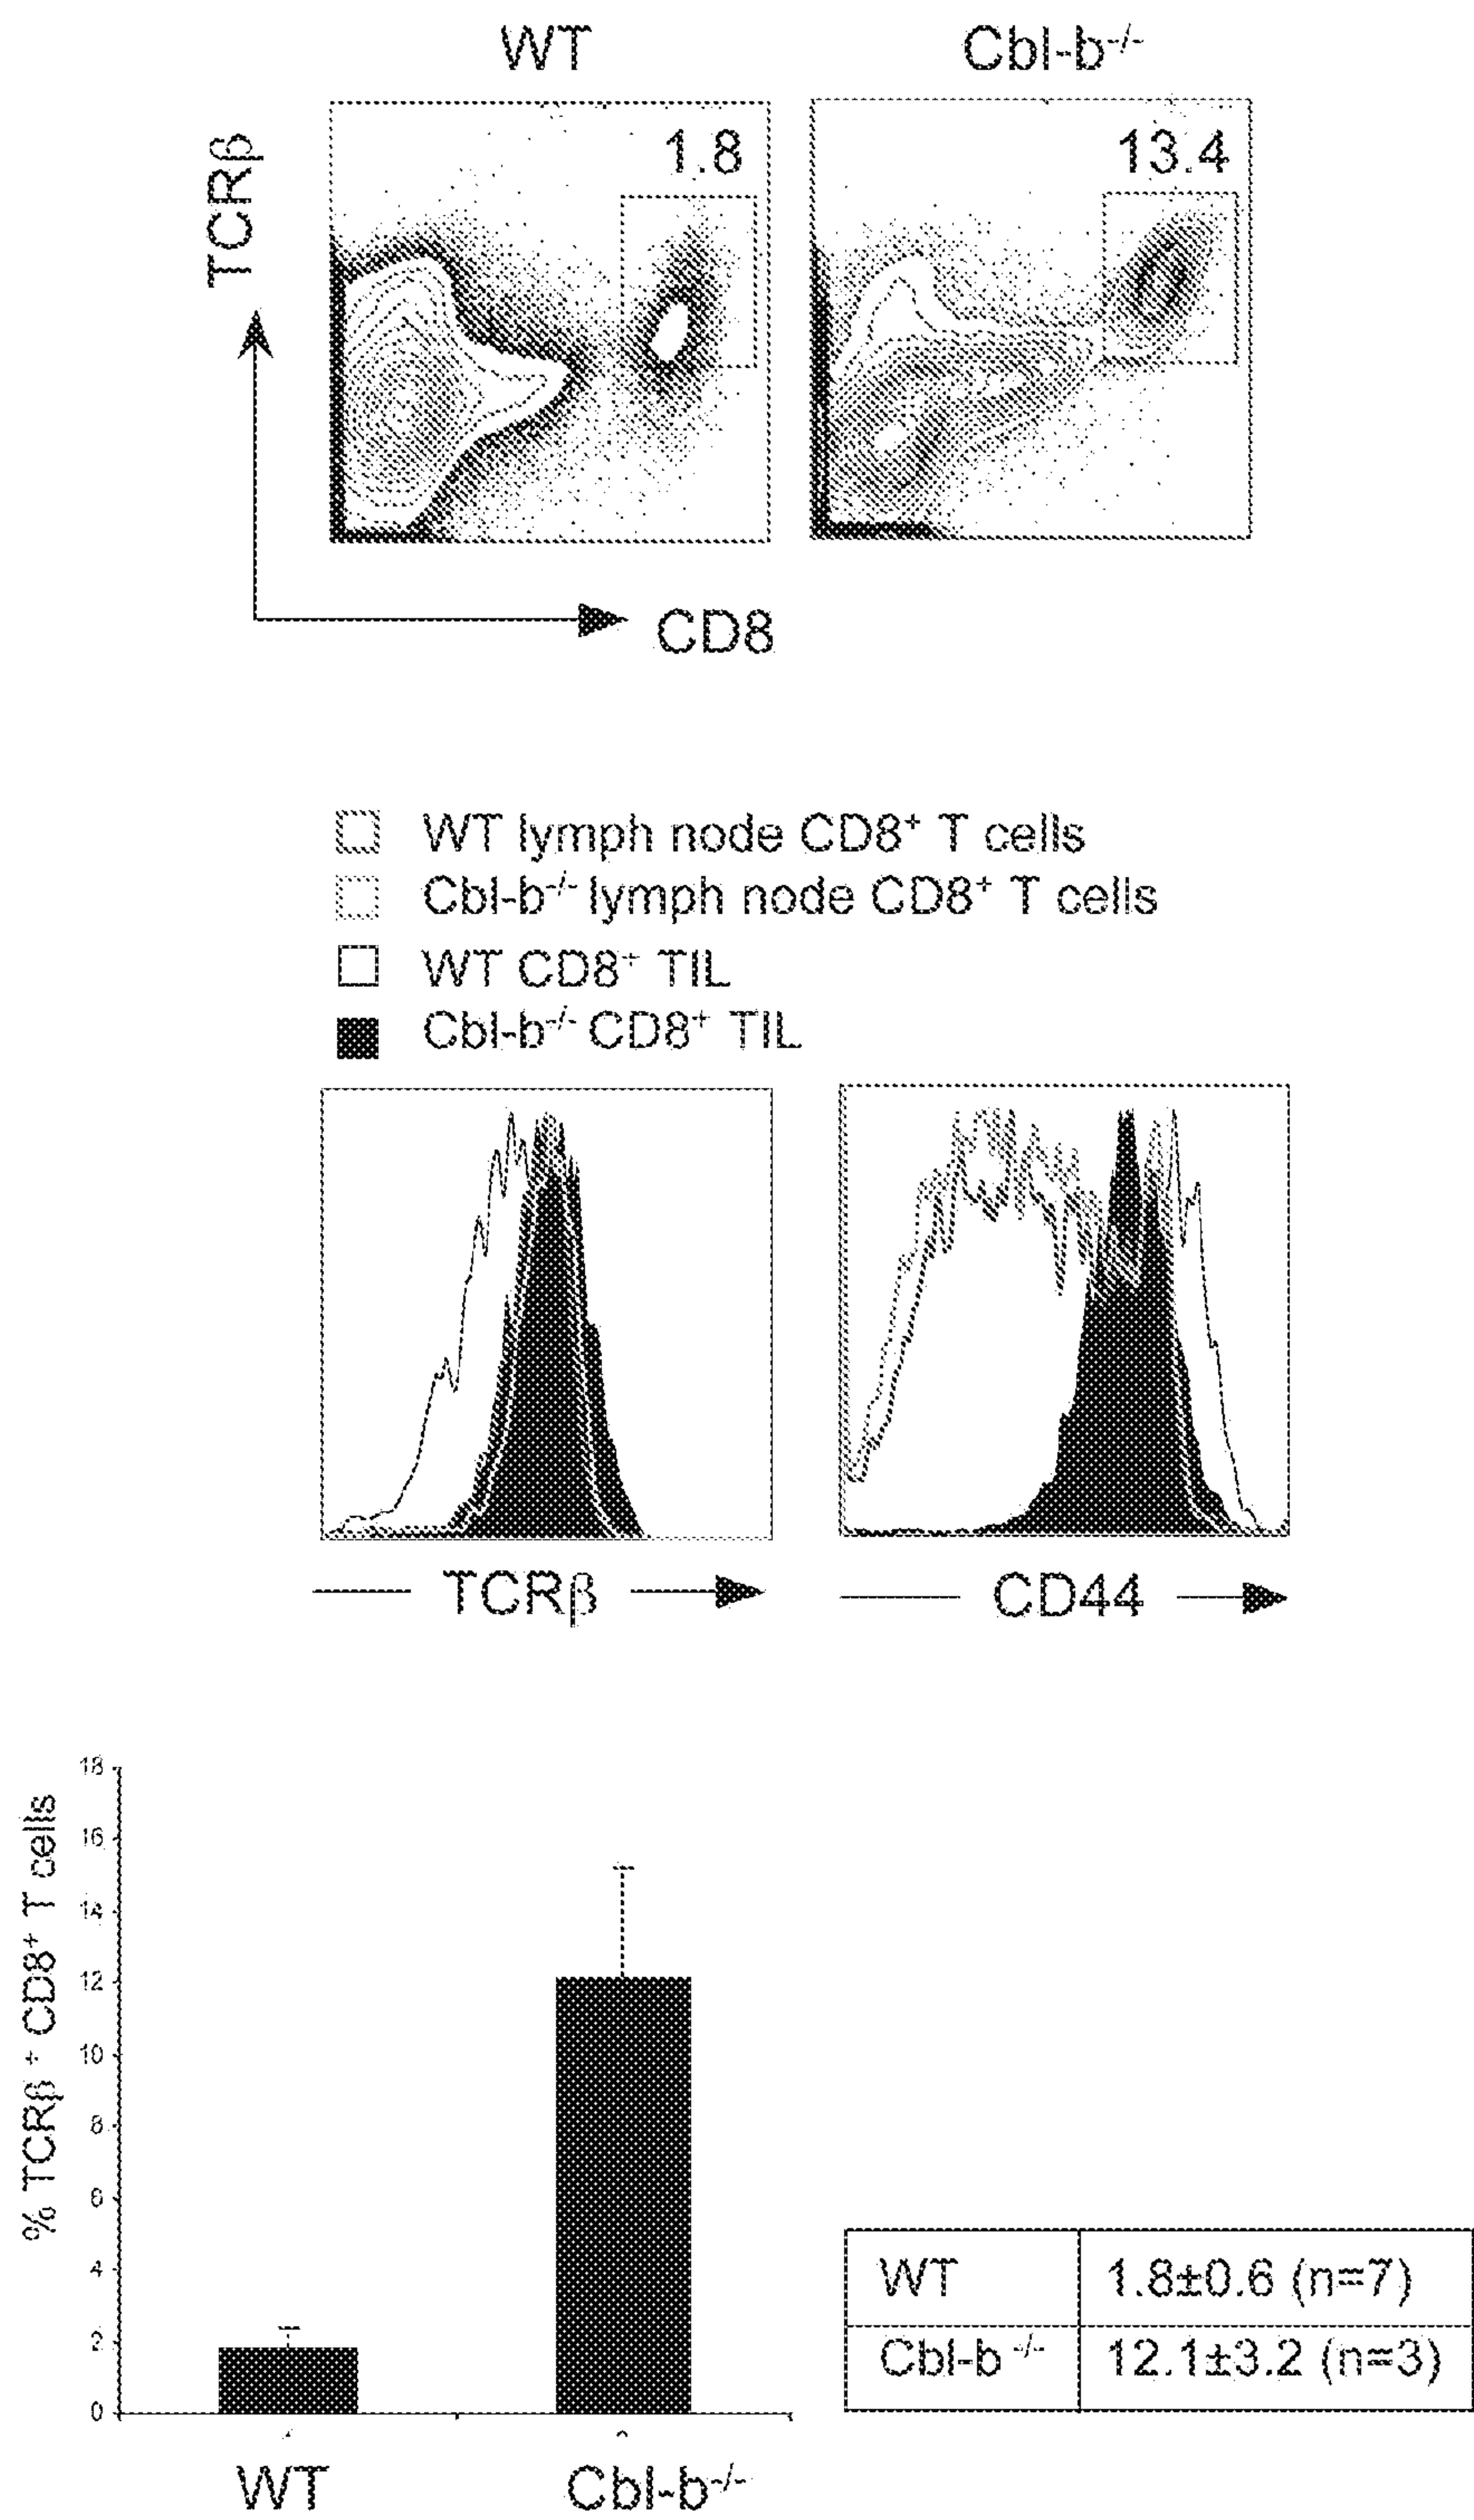 WT
Cbl-b-/-
TCRβ
1.8
13.4
CD8
WT lymph node CD8+ T cells
Cbl-b-/- lymph node CD8+ T cells
WT CD8+ TIL
Cbl-b-/- CD8+ TIL
TCRβ
CD44
% TCRβ + CD8+ T cells
18
16
14
12
10
8
6
4
2
0
WT
Cbl-b-/-
WT 1.8±0.6 (n=7)
Cbl-b -/- 12.1±3.2 (n=3)